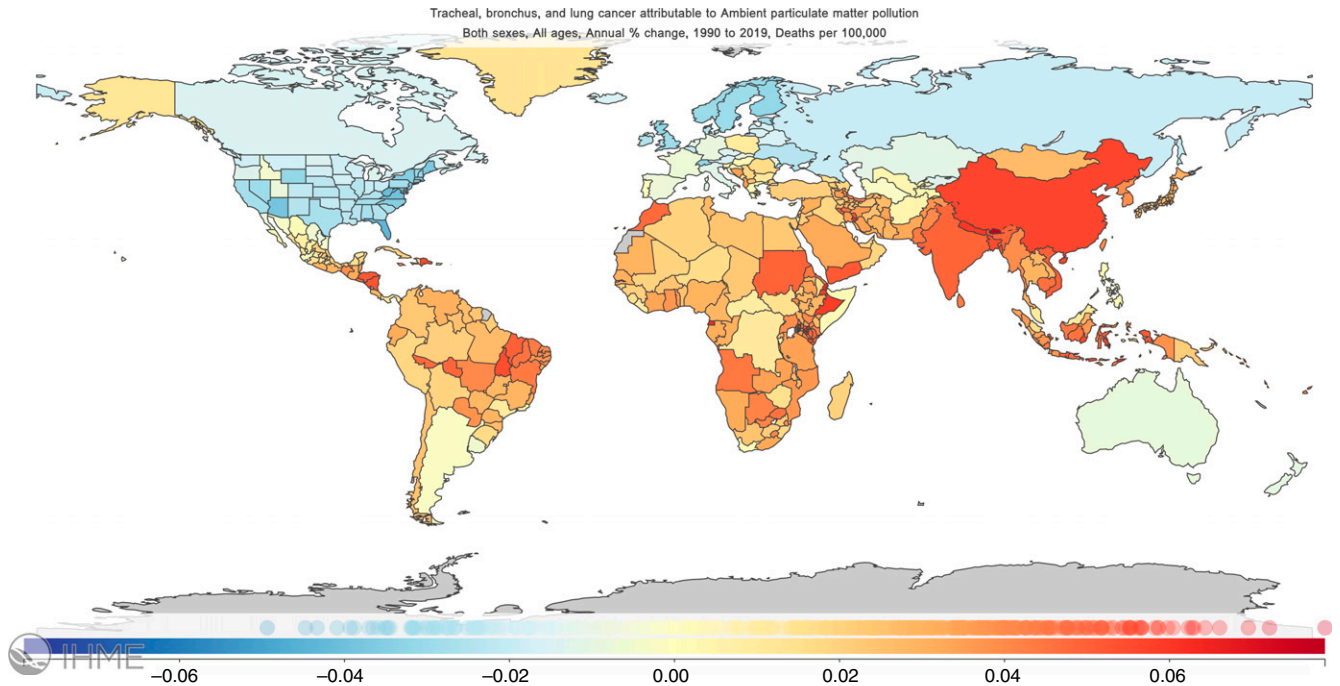 Tracheal, bronchus, and lung cancer attributable to Ambient particulate matter pollution
Both sexes, All ages, Annual % change, 1990 to 2019, Deaths per 100,000
IHME
−0.06 −0.04 −0.02 0.00 0.02 0.04 0.06